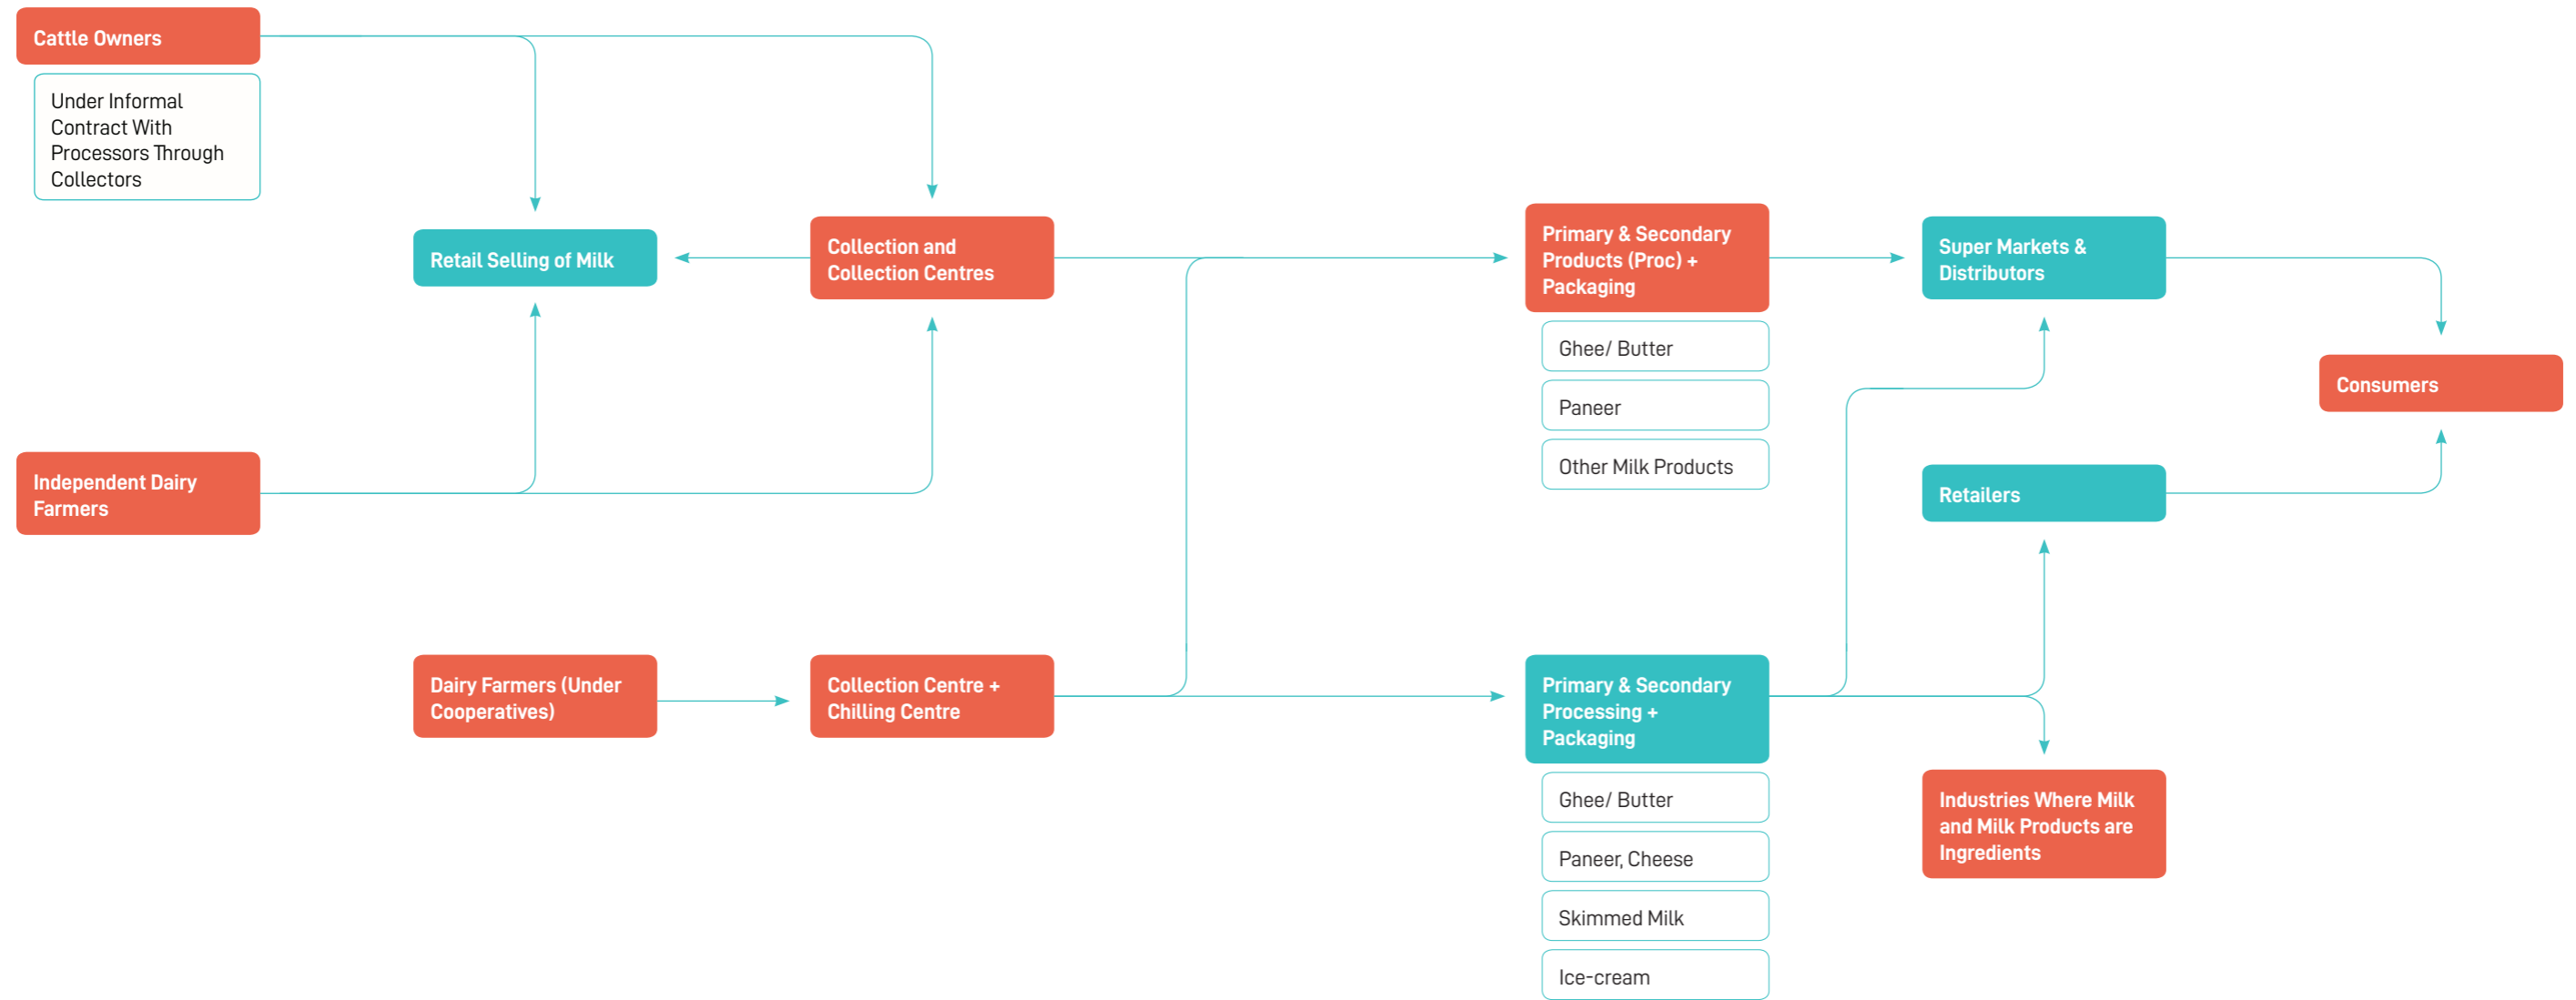 Cattle Owners
Under Informal
Contract With
Processors Through
Collectors
Retail Selling of Milk
Collection and
Collection Centres
Primary & Secondary
Products (Proc) +
Packaging
Ghee/ Butter
Paneer
Other Milk Products
Super Markets &
Distributors
Consumers
Independent Dairy
Farmers
Retailers
Dairy Farmers (Under
Cooperatives)
Collection Centre +
Chilling Centre
Primary & Secondary
Processing +
Packaging
Ghee/ Butter
Paneer, Cheese
Skimmed Milk
Ice-cream
Industries Where Milk
and Milk Products are
Ingredients